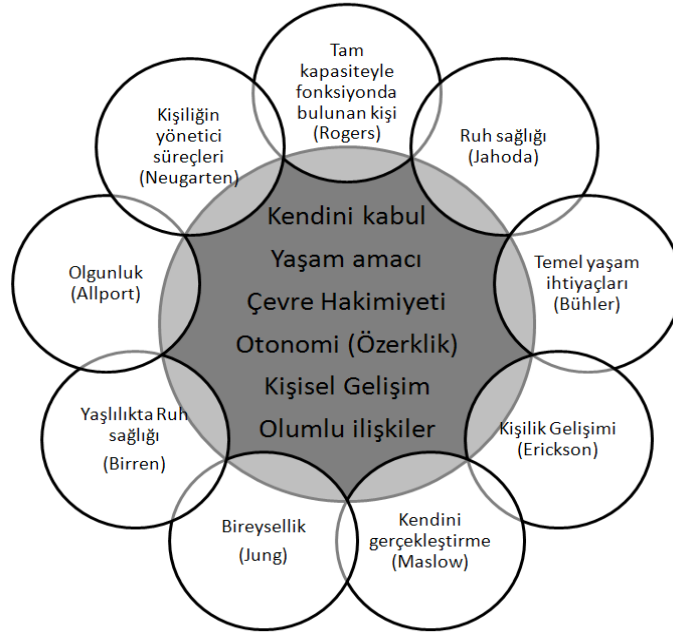 Tam
kapasiteyle
fonksiyonda
bulunan kişi
(Rogers)
Ruh sağlığı
(Jahoda)
Temel yaşam
ihtiyaçları
(Bühler)
Kişilik Gelişimi
(Erickson)
Kendini
gerçekleştirme
(Maslow)
Bireysellik
(Jung)
Yaşlılıkta Ruh
sağlığı
(Birren)
Olgunluk
(Allport)
Kişiliğin
yönetici
süreçleri
(Neugarten)
Kendini kabul
Yaşam amacı
Çevre Hakimiyeti
Otonomi (Özerklik)
Kişisel Gelişim
Olumlu ilişkiler